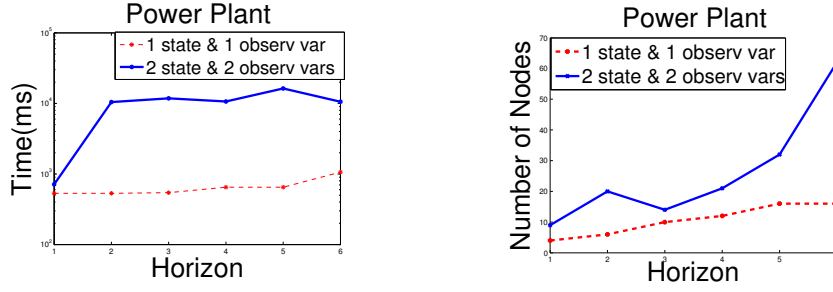 Power Plant
10^5
1 state & 1 observ var
2 state & 2 observ vars
10^4
10^3
10^2
Time(ms)
1 2 3 4 5 6
Horizon
Power Plant
70
1 state & 1 observ var
60
2 state & 2 observ vars
50
40
30
20
10
0
Number of Nodes
1 2 3 4 5
Horizon